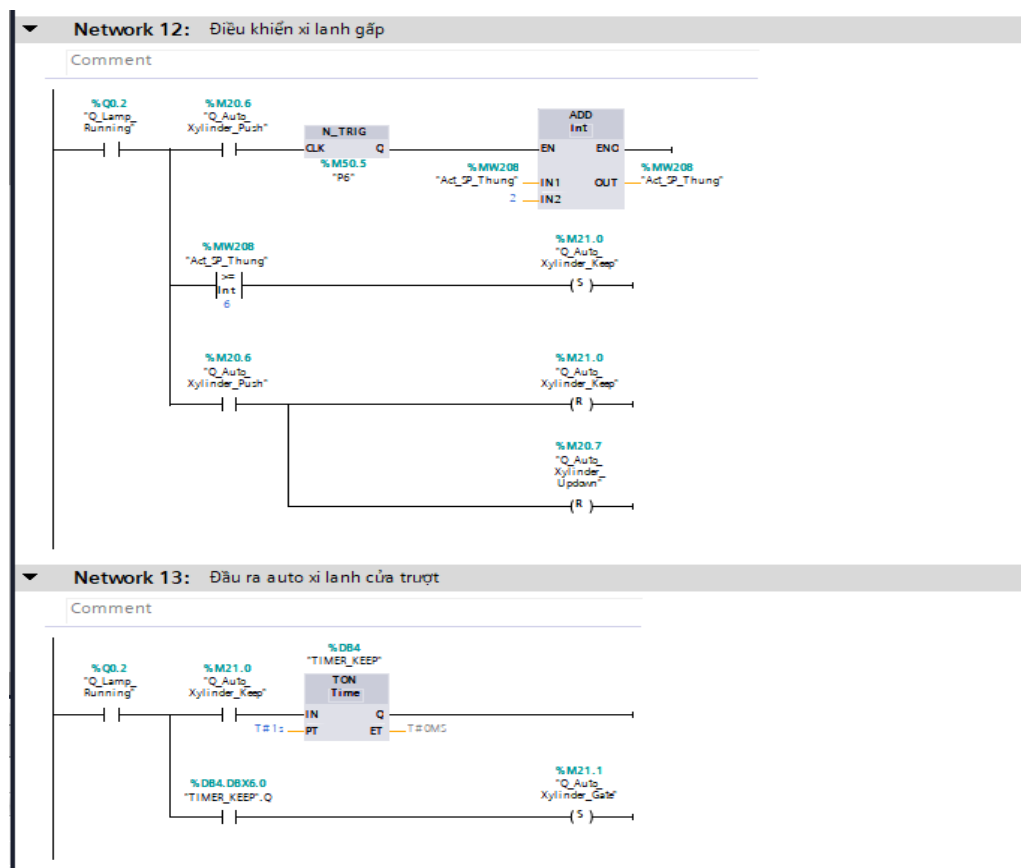 Network 12: Điều khiển xi lanh gấp
Comment
%Q0.2
"Q_Lamp_
Running"
%M20.6
"Q_Auto_
Xylinder_Push"
N_TRIG
CLK Q
%M50.5
"P6"
ADD
Int
EN ENO
%MW208
"Act_SP_Thung"
IN1 OUT
%MW208
"Act_SP_Thung"
2 IN2
%MW208
"Act_SP_Thung"
>=
Int
6
%M21.0
"Q_Auto_
Xylinder_Keep"
S
%M20.6
"Q_Auto_
Xylinder_Push"
%M21.0
"Q_Auto_
Xylinder_Keep"
R
%M20.7
"Q_Auto_
Xylinder_
Updown"
R
Network 13: Đầu ra auto xi lanh cửa trượt
Comment
%Q0.2
"Q_Lamp_
Running"
%M21.0
"Q_Auto_
Xylinder_Keep"
%DB4
"TIMER_KEEP"
TON
Time
IN Q
T#1s PT ET T#0MS
%DB4.DBX6.0
"TIMER_KEEP".Q
%M21.1
"Q_Auto_
Xylinder_Gate"
S